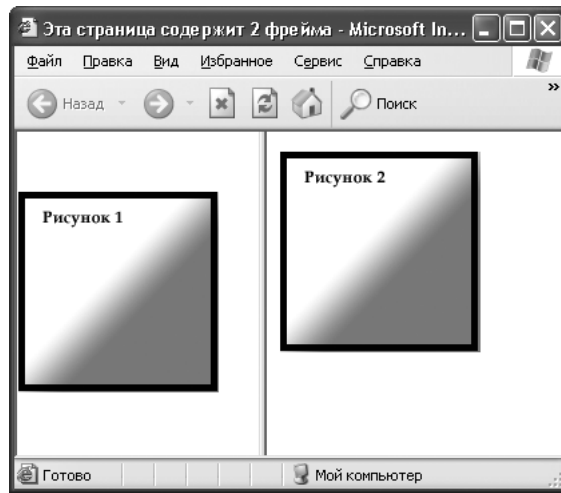 Эта страница содержит 2 фрейма - Microsoft In...
Файл Правка Вид Избранное Сервис Справка
Назад Поиск »
Рисунок 1
Рисунок 2
Готово Мой компьютер